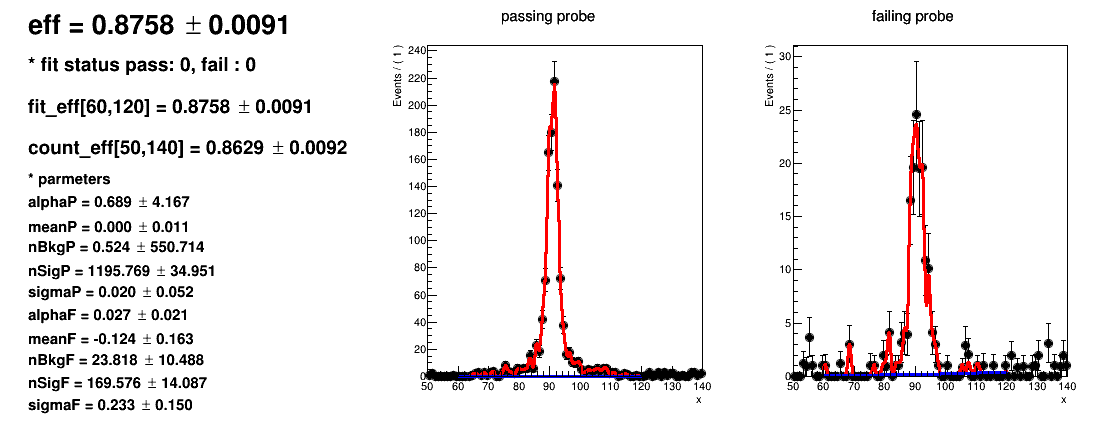 eff = 0.8758 ± 0.0091
* fit status pass: 0, fail : 0
fit_eff[60,120] = 0.8758 ± 0.0091
count_eff[50,140] = 0.8629 ± 0.0092
* parmeters
alphaP = 0.689 ± 4.167
meanP = 0.000 ± 0.011
nBkgP = 0.524 ± 550.714
nSigP = 1195.769 ± 34.951
sigmaP = 0.020 ± 0.052
alphaF = 0.027 ± 0.021
meanF = -0.124 ± 0.163
nBkgF = 23.818 ± 10.488
nSigF = 169.576 ± 14.087
sigmaF = 0.233 ± 0.150
passing probe
Events / ( 1 )
240
220
200
180
160
140
120
100
80
60
40
20
0
50 60 70 80 90 100 110 120 130 140
x
failing probe
Events / ( 1 )
30
25
20
15
10
5
0
50 60 70 80 90 100 110 120 130 140
x